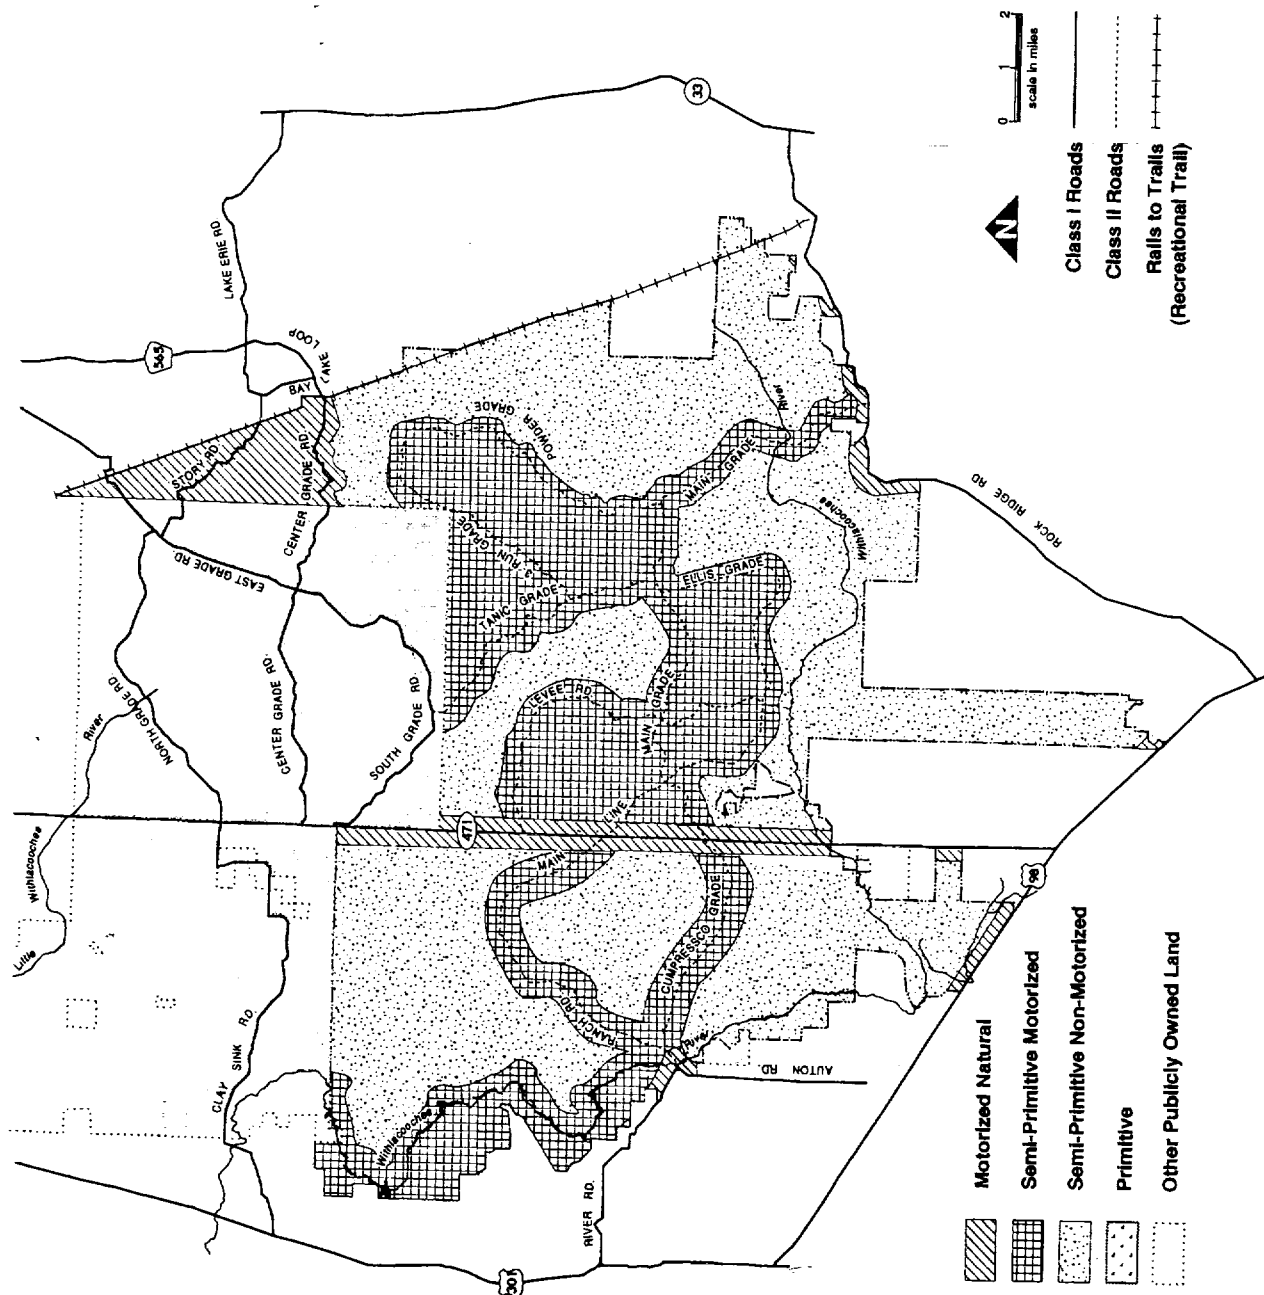 LAKE ERIE RD
565
LAKE LOOP
BAY
33
STORY RD.
CENTER GRADE RD.
EAST GRADE RD.
CENTER GRADE RD.
NORTH GRADE RD.
River
Withlacoochee
Little
SOUTH GRADE RD.
471
CLAY SINK RD
POWDER GRADE
3-RUN GRADE
TANIC GRADE
MAIN GRADE
River
Withlacoochee
ELLIS GRADE
LEVEE RD.
MAIN GRADE
MAIN LINE
CUMPRESSCO GRADE
RANCH RD.
River
Withlacoochee
AUTON RD.
RIVER RD.
301
98
ROCK RIDGE RD
0 1 2
scale in miles
N
Class I Roads
Class II Roads
Rails to Trails
(Recreational Trail)
Motorized Natural
Semi-Primitive Motorized
Semi-Primitive Non-Motorized
Primitive
Other Publicly Owned Land